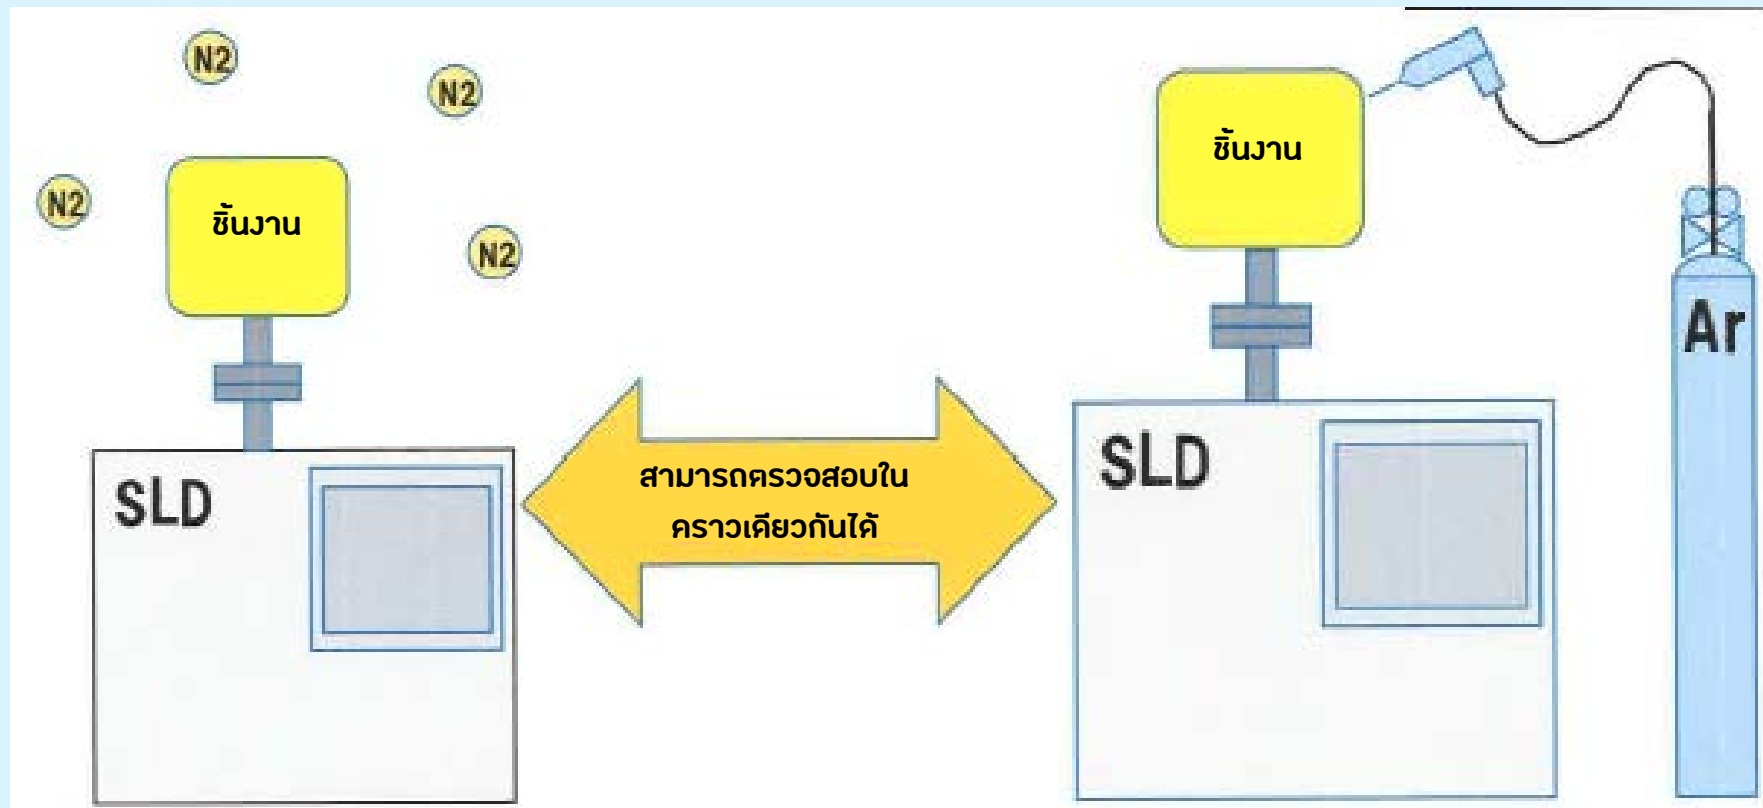 N2
N2
N2
N2
ชิ้นงาน
SLD
สามารถตรวจสอบใน
คราวเดียวกันได้
ชิ้นงาน
SLD
Ar